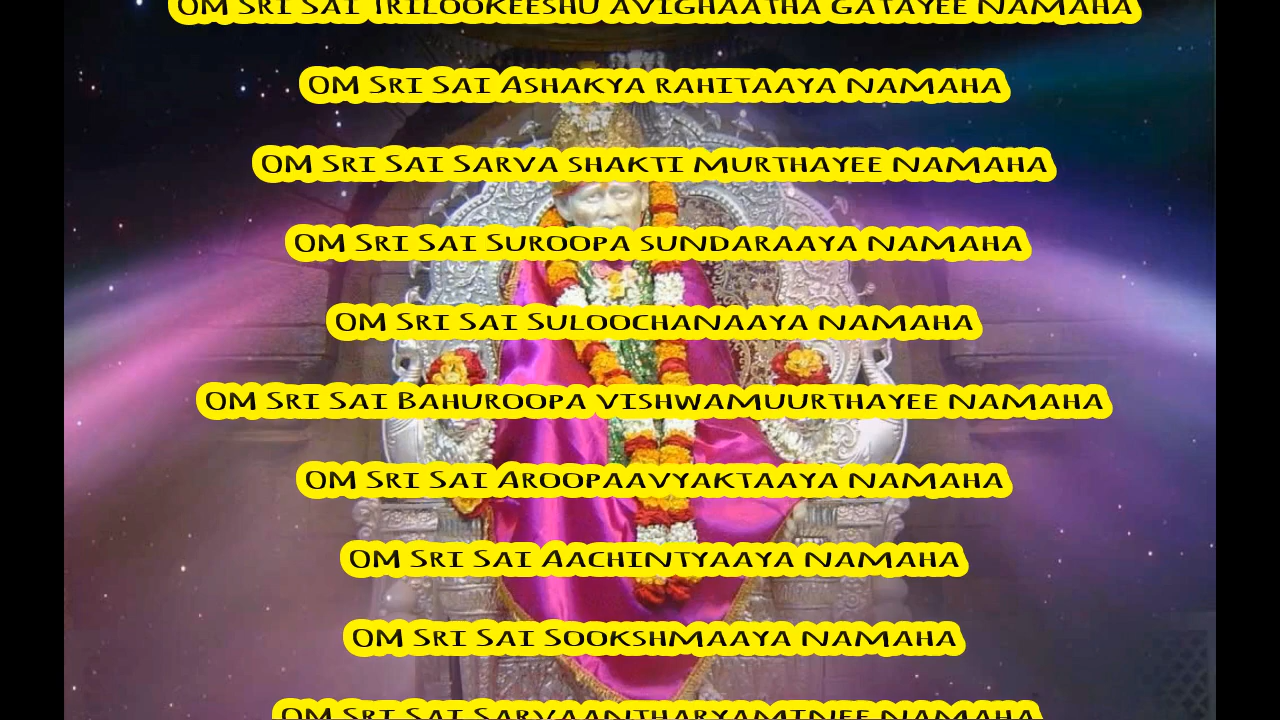 OM SRI SAI TRILOOKEESHU AVIGHAATHA GATAYEE NAMAHA
OM SRI SAI ASHAKYA RAHITAAYA NAMAHA
OM SRI SAI SARVA SHAKTI MURTHAYEE NAMAHA
OM SRI SAI SUROOPA SUNDARAAYA NAMAHA
OM SRI SAI SULOOCHANAAYA NAMAHA
OM SRI SAI BAHUROOPA VISHWAMUURTHAYEE NAMAHA
OM SRI SAI AROOPAAVYAKTAAYA NAMAHA
OM SRI SAI AACHINTYAAYA NAMAHA
OM SRI SAI SOOKSHMAAYA NAMAHA
OM SRI SAI SARVAANTHARYAMINEE NAMAHA